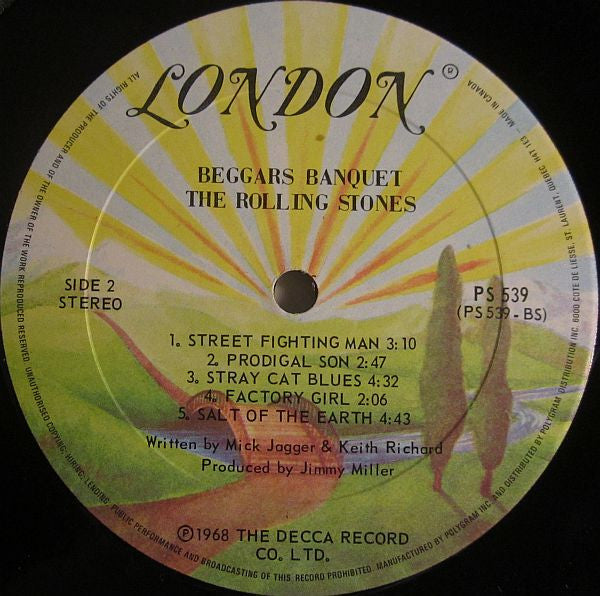 LONDON ®
BEGGARS BANQUET
THE ROLLING STONES
SIDE 2
STEREO
PS 539
(PS 539 - BS)
1. STREET FIGHTING MAN 3:10
2. PRODIGAL SON 2:47
3. STRAY CAT BLUES 4:32
4. FACTORY GIRL 2:06
5. SALT OF THE EARTH 4:43
Written by Mick Jagger & Keith Richard
Produced by Jimmy Miller
℗1968 THE DECCA RECORD
CO. LTD.
ALL RIGHTS OF THE PRODUCER AND OF THE OWNER OF THE WORK REPRODUCED RESERVED. UNAUTHORISED COPYING, HIRING, LENDING, PUBLIC PERFORMANCE AND BROADCASTING OF THIS RECORD PROHIBITED. MANUFACTURED BY POLYGRAM INC. AND DISTRIBUTED BY POLYGRAM DISTRIBUTION INC. 6000 COTE DE LIESSE, ST. LAURENT, QUEBEC H4T 1E3 - MADE IN CANADA